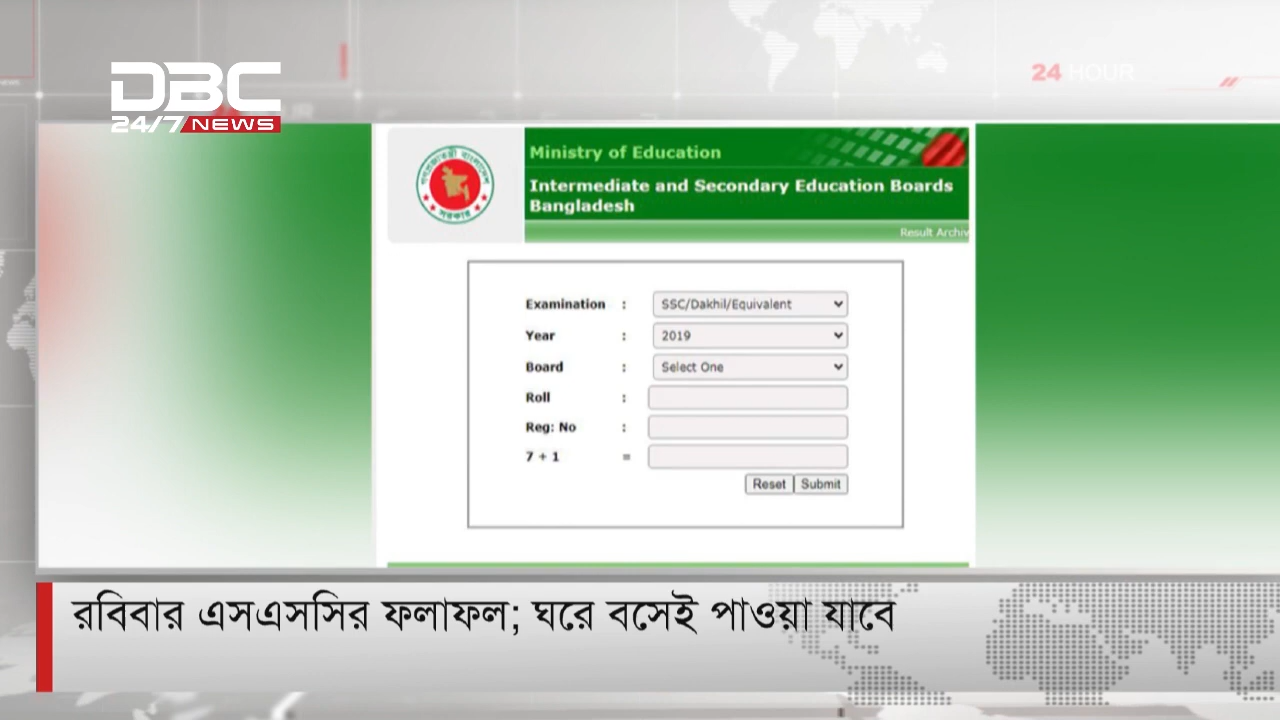 DBC
24/7 NEWS
24 HOUR
Ministry of Education
Intermediate and Secondary Education Boards
Bangladesh
Result Archiv
Examination : SSC/Dakhil/Equivalent
Year : 2019
Board : Select One
Roll :
Reg: No :
7 + 1 =
Reset Submit
রবিবার এসএসসির ফলাফল; ঘরে বসেই পাওয়া যাবে